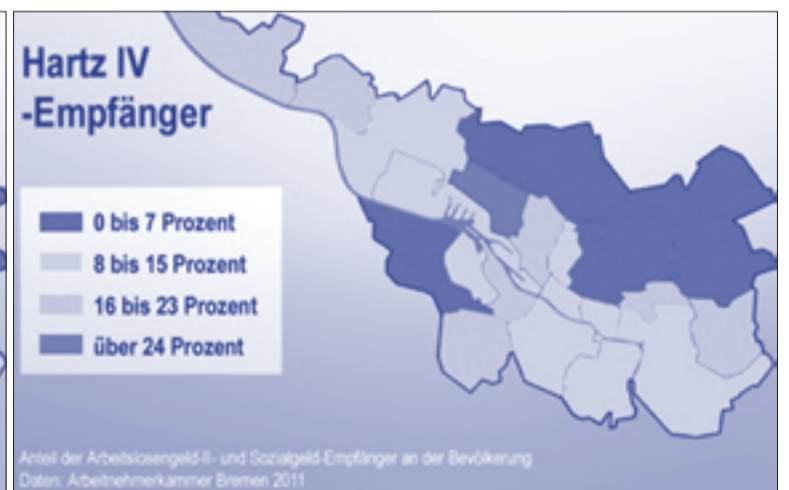 Hartz IV
-Empfänger
0 bis 7 Prozent
8 bis 15 Prozent
16 bis 23 Prozent
über 24 Prozent
Anteil der Arbeitslosengeld-II- und Sozialgeld-Empfänger an der Bevölkerung
Daten: Arbeitnehmerkammer Bremen 2011